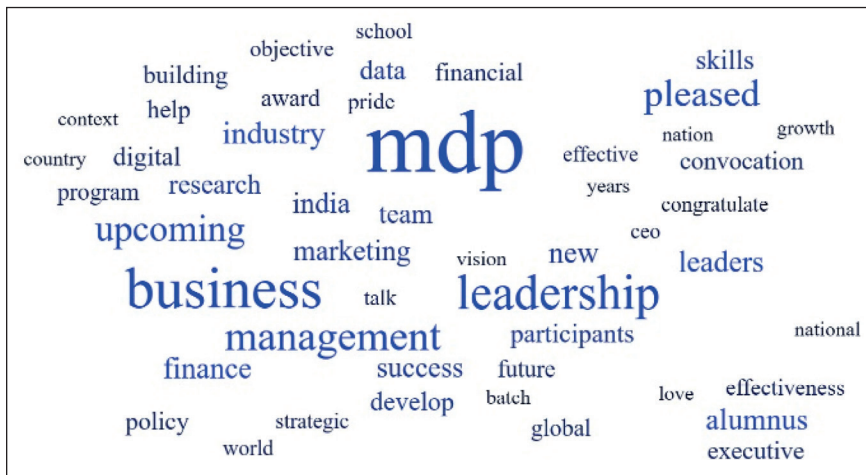 school
objective
skills
building
data
financial
pleased
help
award
pride
context
industry
mdp
nation
growth
country
digital
effective
convocation
program
research
years
india
team
congratulate
upcoming
ceo
marketing
vision
new
leaders
business
talk
leadership
management
participants
national
finance
success
future
develop
batch
love
effectiveness
policy
strategic
global
alumnus
world
executive